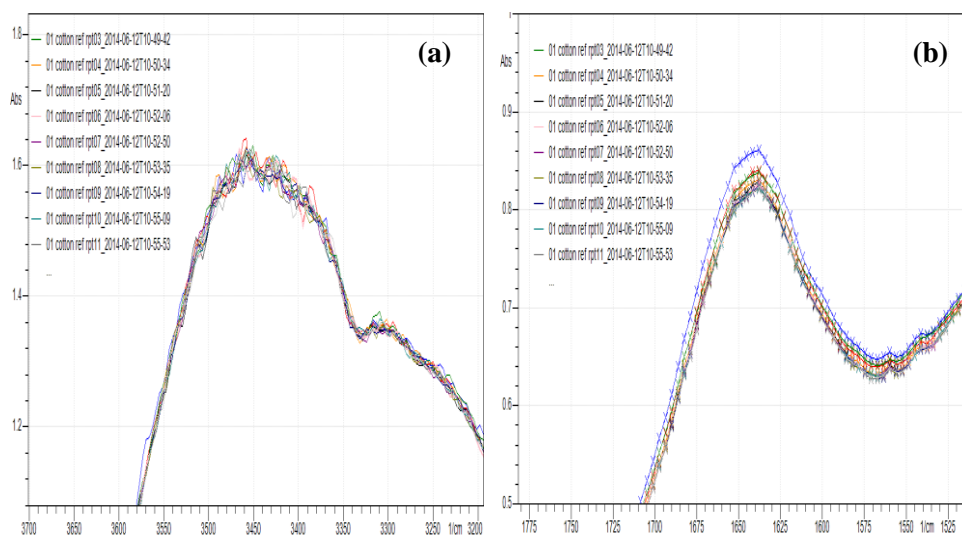 (a)
1.8
01 cotton ref rpt03_2014-06-12T10-49-42
01 cotton ref rpt04_2014-06-12T10-50-34
Abs
01 cotton ref rpt05_2014-06-12T10-51-20
01 cotton ref rpt06_2014-06-12T10-52-06
01 cotton ref rpt07_2014-06-12T10-52-50
1.6
01 cotton ref rpt08_2014-06-12T10-53-35
01 cotton ref rpt09_2014-06-12T10-54-19
01 cotton ref rpt10_2014-06-12T10-55-09
01 cotton ref rpt11_2014-06-12T10-55-53
...
1.4
1.2
3700 3650 3600 3550 3500 3450 3400 3350 3300 3250 1/cm 3200
(b)
1
Abs
01 cotton ref rpt03_2014-06-12T10-49-42
01 cotton ref rpt04_2014-06-12T10-50-34
0.9
01 cotton ref rpt05_2014-06-12T10-51-20
01 cotton ref rpt06_2014-06-12T10-52-06
01 cotton ref rpt07_2014-06-12T10-52-50
01 cotton ref rpt08_2014-06-12T10-53-35
0.8
01 cotton ref rpt09_2014-06-12T10-54-19
01 cotton ref rpt10_2014-06-12T10-55-09
01 cotton ref rpt11_2014-06-12T10-55-53
...
0.7
0.6
0.5
1775 1750 1725 1700 1675 1650 1625 1600 1575 1550 1/cm 1525